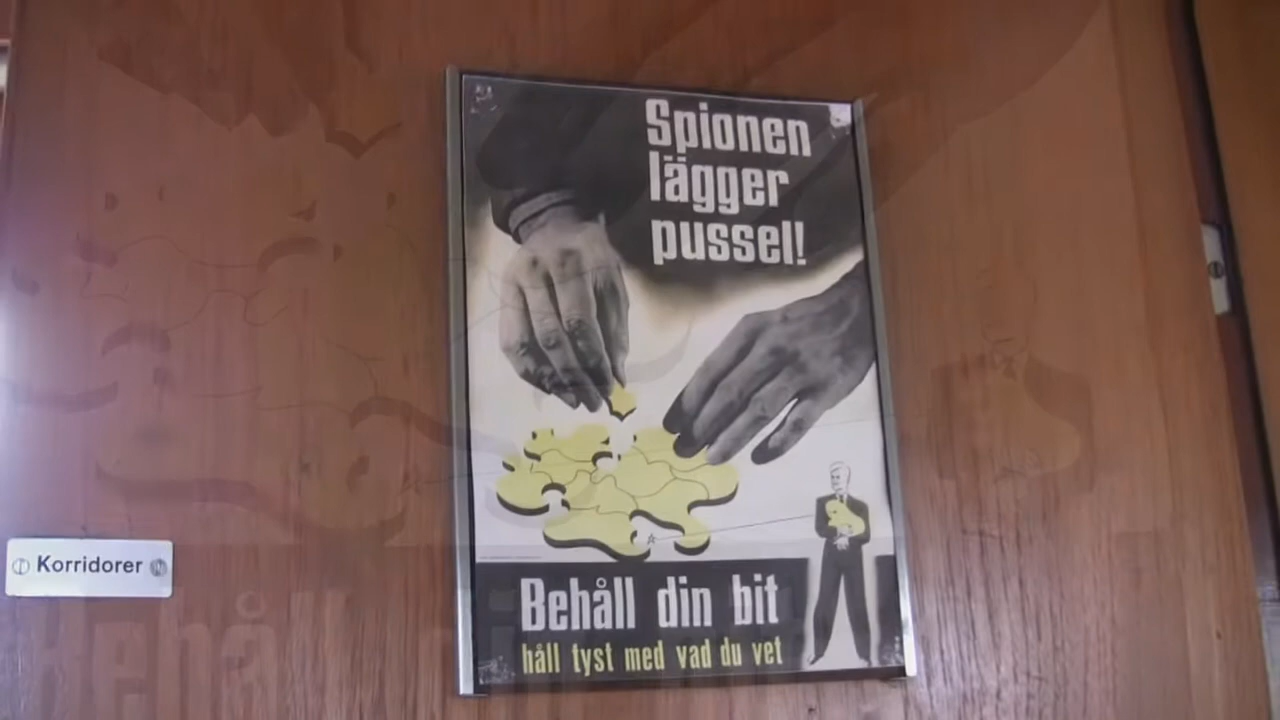 Spionen
lägger
pussel!
Korridorer
Behåll din bit
håll tyst med vad du vet